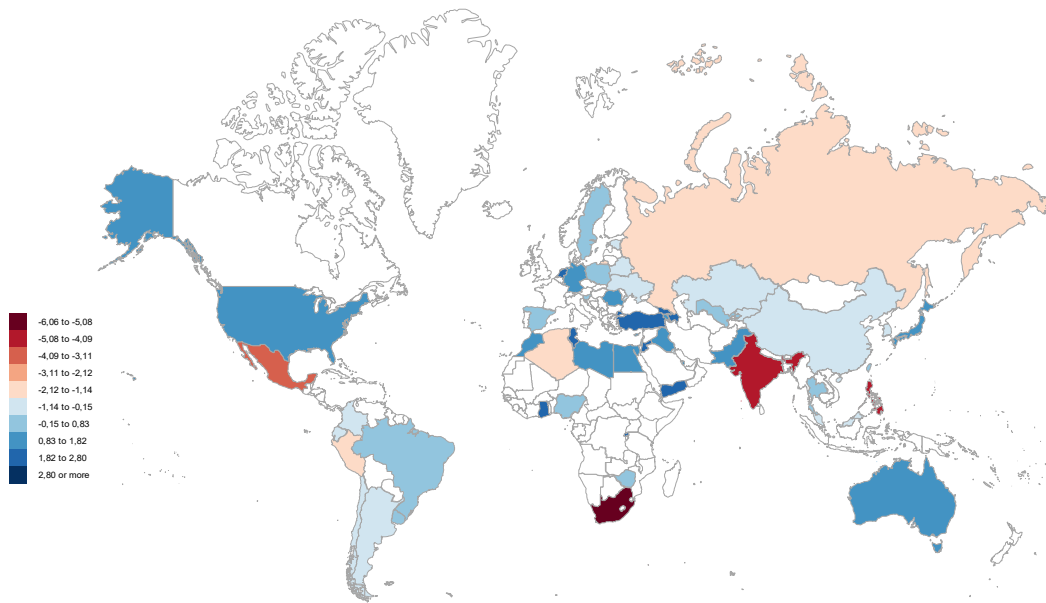 -6,06 to -5,08
-5,08 to -4,09
-4,09 to -3,11
-3,11 to -2,12
-2,12 to -1,14
-1,14 to -0,15
-0,15 to 0,83
0,83 to 1,82
1,82 to 2,80
2,80 or more